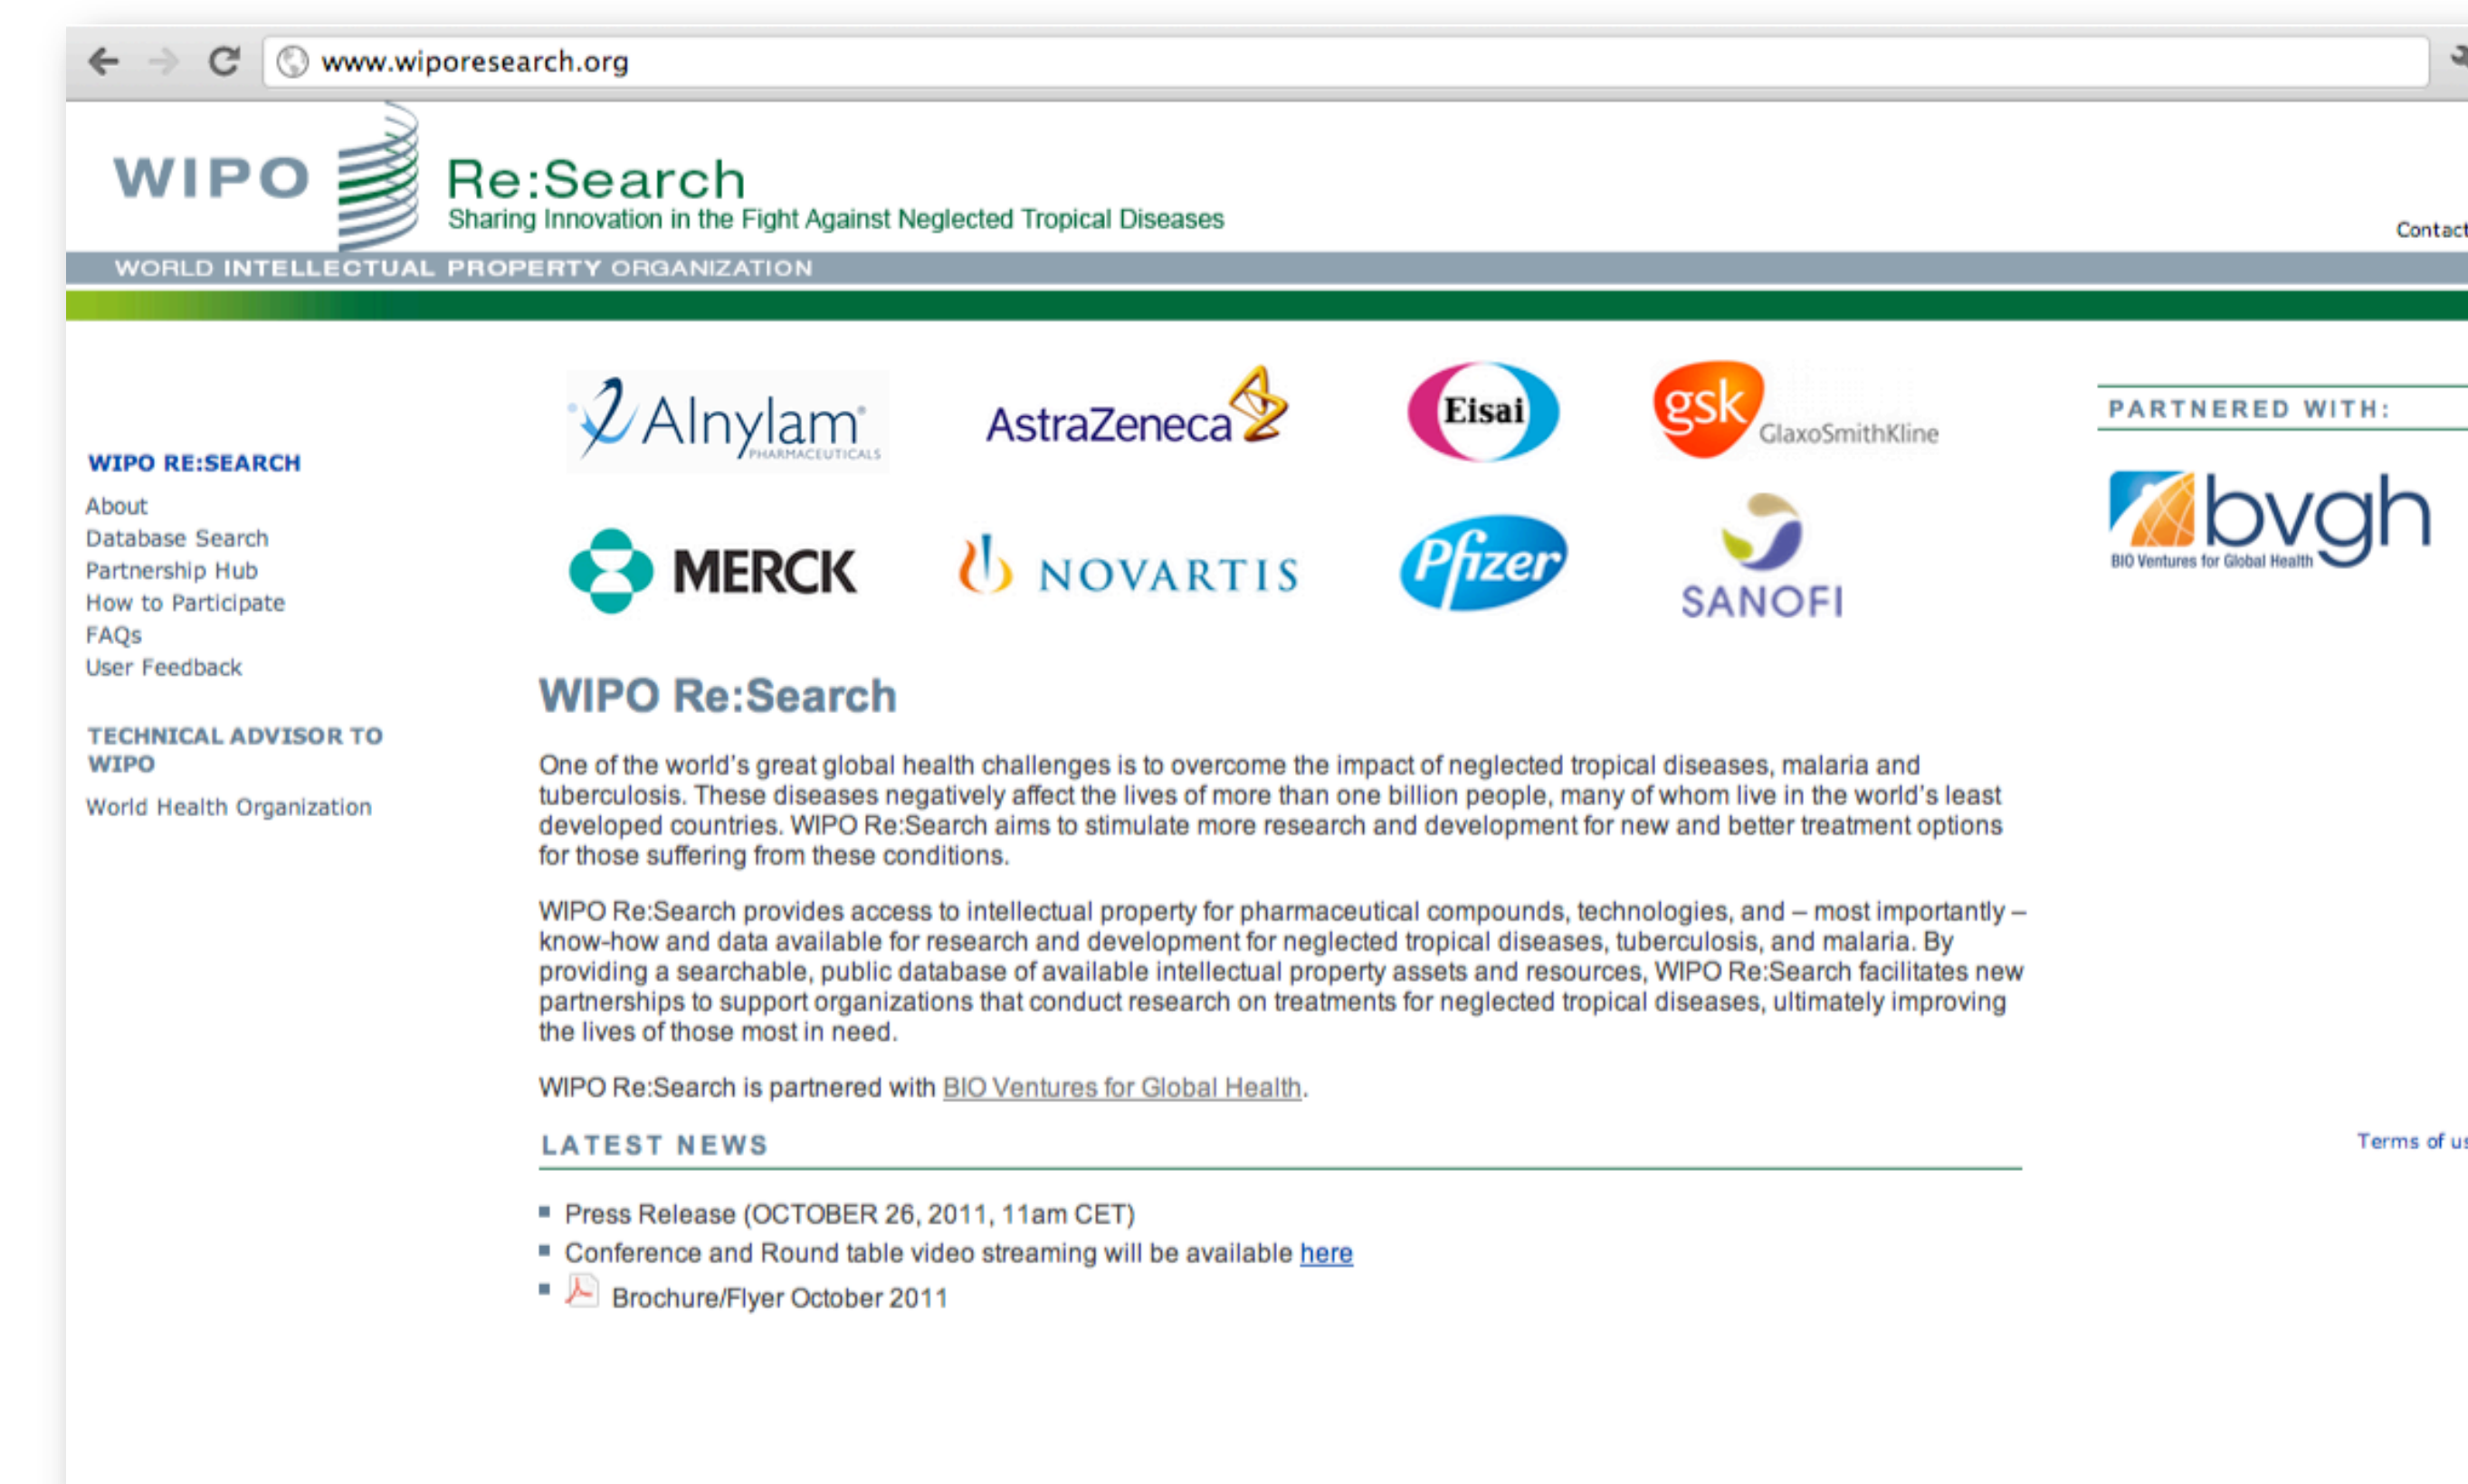 www.wiporesearch.org
WIPO
Re:Search
Sharing Innovation in the Fight Against Neglected Tropical Diseases
Contact
WORLD INTELLECTUAL PROPERTY ORGANIZATION
WIPO RE:SEARCH
About
Database Search
Partnership Hub
How to Participate
FAQs
User Feedback
TECHNICAL ADVISOR TO
WIPO
World Health Organization
Alnylam
PHARMACEUTICALS
AstraZeneca
Eisai
gsk
GlaxoSmithKline
MERCK
NOVARTIS
Pfizer
SANOFI
WIPO Re:Search
One of the world's great global health challenges is to overcome the impact of neglected tropical diseases, malaria and
tuberculosis. These diseases negatively affect the lives of more than one billion people, many of whom live in the world's least
developed countries. WIPO Re:Search aims to stimulate more research and development for new and better treatment options
for those suffering from these conditions.
WIPO Re:Search provides access to intellectual property for pharmaceutical compounds, technologies, and – most importantly –
know-how and data available for research and development for neglected tropical diseases, tuberculosis, and malaria. By
providing a searchable, public database of available intellectual property assets and resources, WIPO Re:Search facilitates new
partnerships to support organizations that conduct research on treatments for neglected tropical diseases, ultimately improving
the lives of those most in need.
WIPO Re:Search is partnered with BIO Ventures for Global Health.
LATEST NEWS
Press Release (OCTOBER 26, 2011, 11am CET)
Conference and Round table video streaming will be available here
Brochure/Flyer October 2011
PARTNERED WITH:
bvgh
BIO Ventures for Global Health
Terms of us